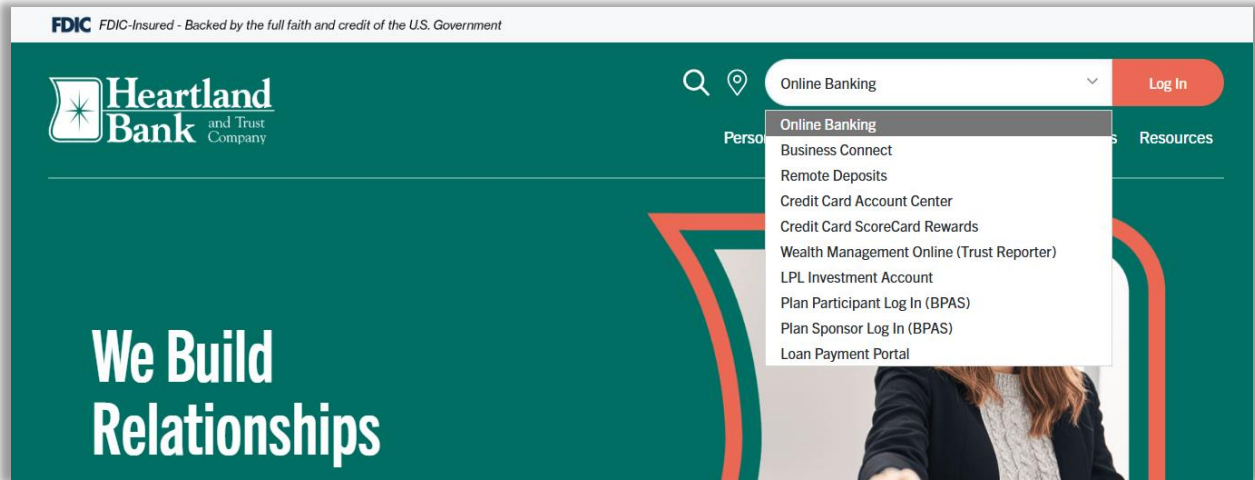 FDIC FDIC-Insured - Backed by the full faith and credit of the U.S. Government
Heartland
Bank and Trust
Company
Online Banking
Log In
Resources
Online Banking
Business Connect
Remote Deposits
Credit Card Account Center
Credit Card ScoreCard Rewards
Wealth Management Online (Trust Reporter)
LPL Investment Account
Plan Participant Log In (BPAS)
Plan Sponsor Log In (BPAS)
Loan Payment Portal
We Build
Relationships